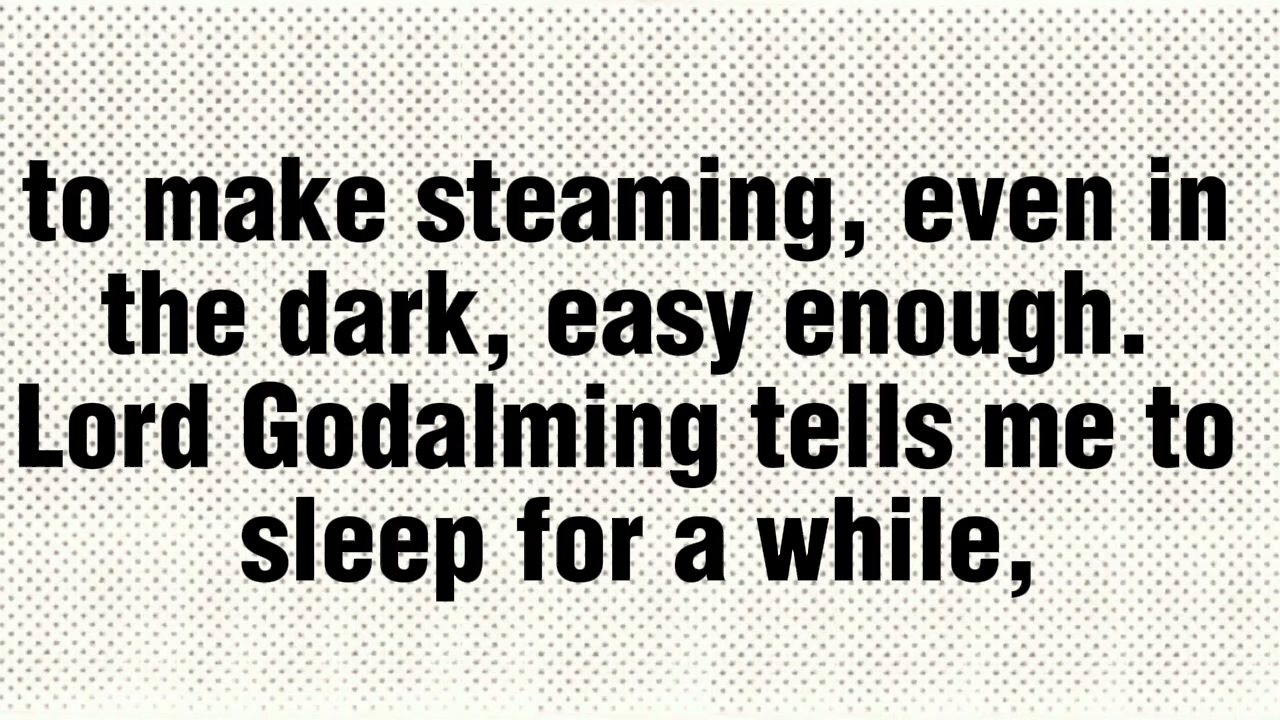 to make steaming, even in
the dark, easy enough.
Lord Godalming tells me to
sleep for a while,